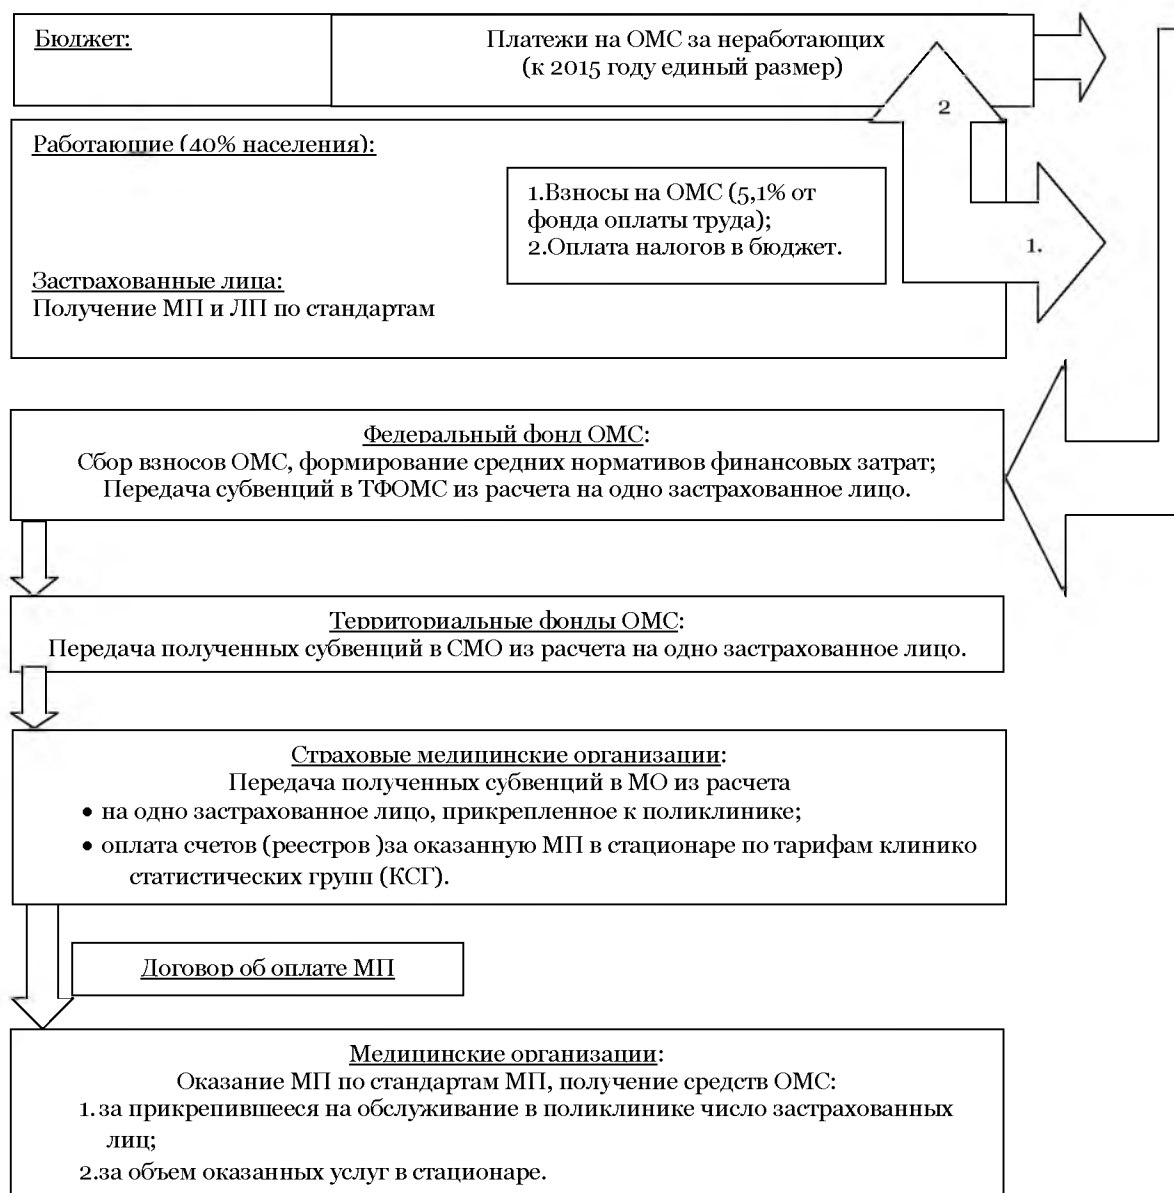 Бюджет:
Платежи на ОМС за неработающих
(к 2015 году единый размер)
2
Работающие (40% населения):
1.Взносы на ОМС (5,1% от
фонда оплаты труда);
2.Оплата налогов в бюджет.
1.
Застрахованные лица:
Получение МП и ЛП по стандартам
Федеральный фонд ОМС:
Сбор взносов ОМС, формирование средних нормативов финансовых затрат;
Передача субвенций в ТФОМС из расчета на одно застрахованное лицо.
Территориальные фонды ОМС:
Передача полученных субвенций в СМО из расчета на одно застрахованное лицо.
Страховые медицинские организации:
Передача полученных субвенций в МО из расчета
• на одно застрахованное лицо, прикрепленное к поликлинике;
• оплата счетов (реестров )за оказанную МП в стационаре по тарифам клинико
статистических групп (КСГ).
Договор об оплате МП
Медицинские организации:
Оказание МП по стандартам МП, получение средств ОМС:
1. за прикрепившееся на обслуживание в поликлинике число застрахованных
лиц;
2.за объем оказанных услуг в стационаре.